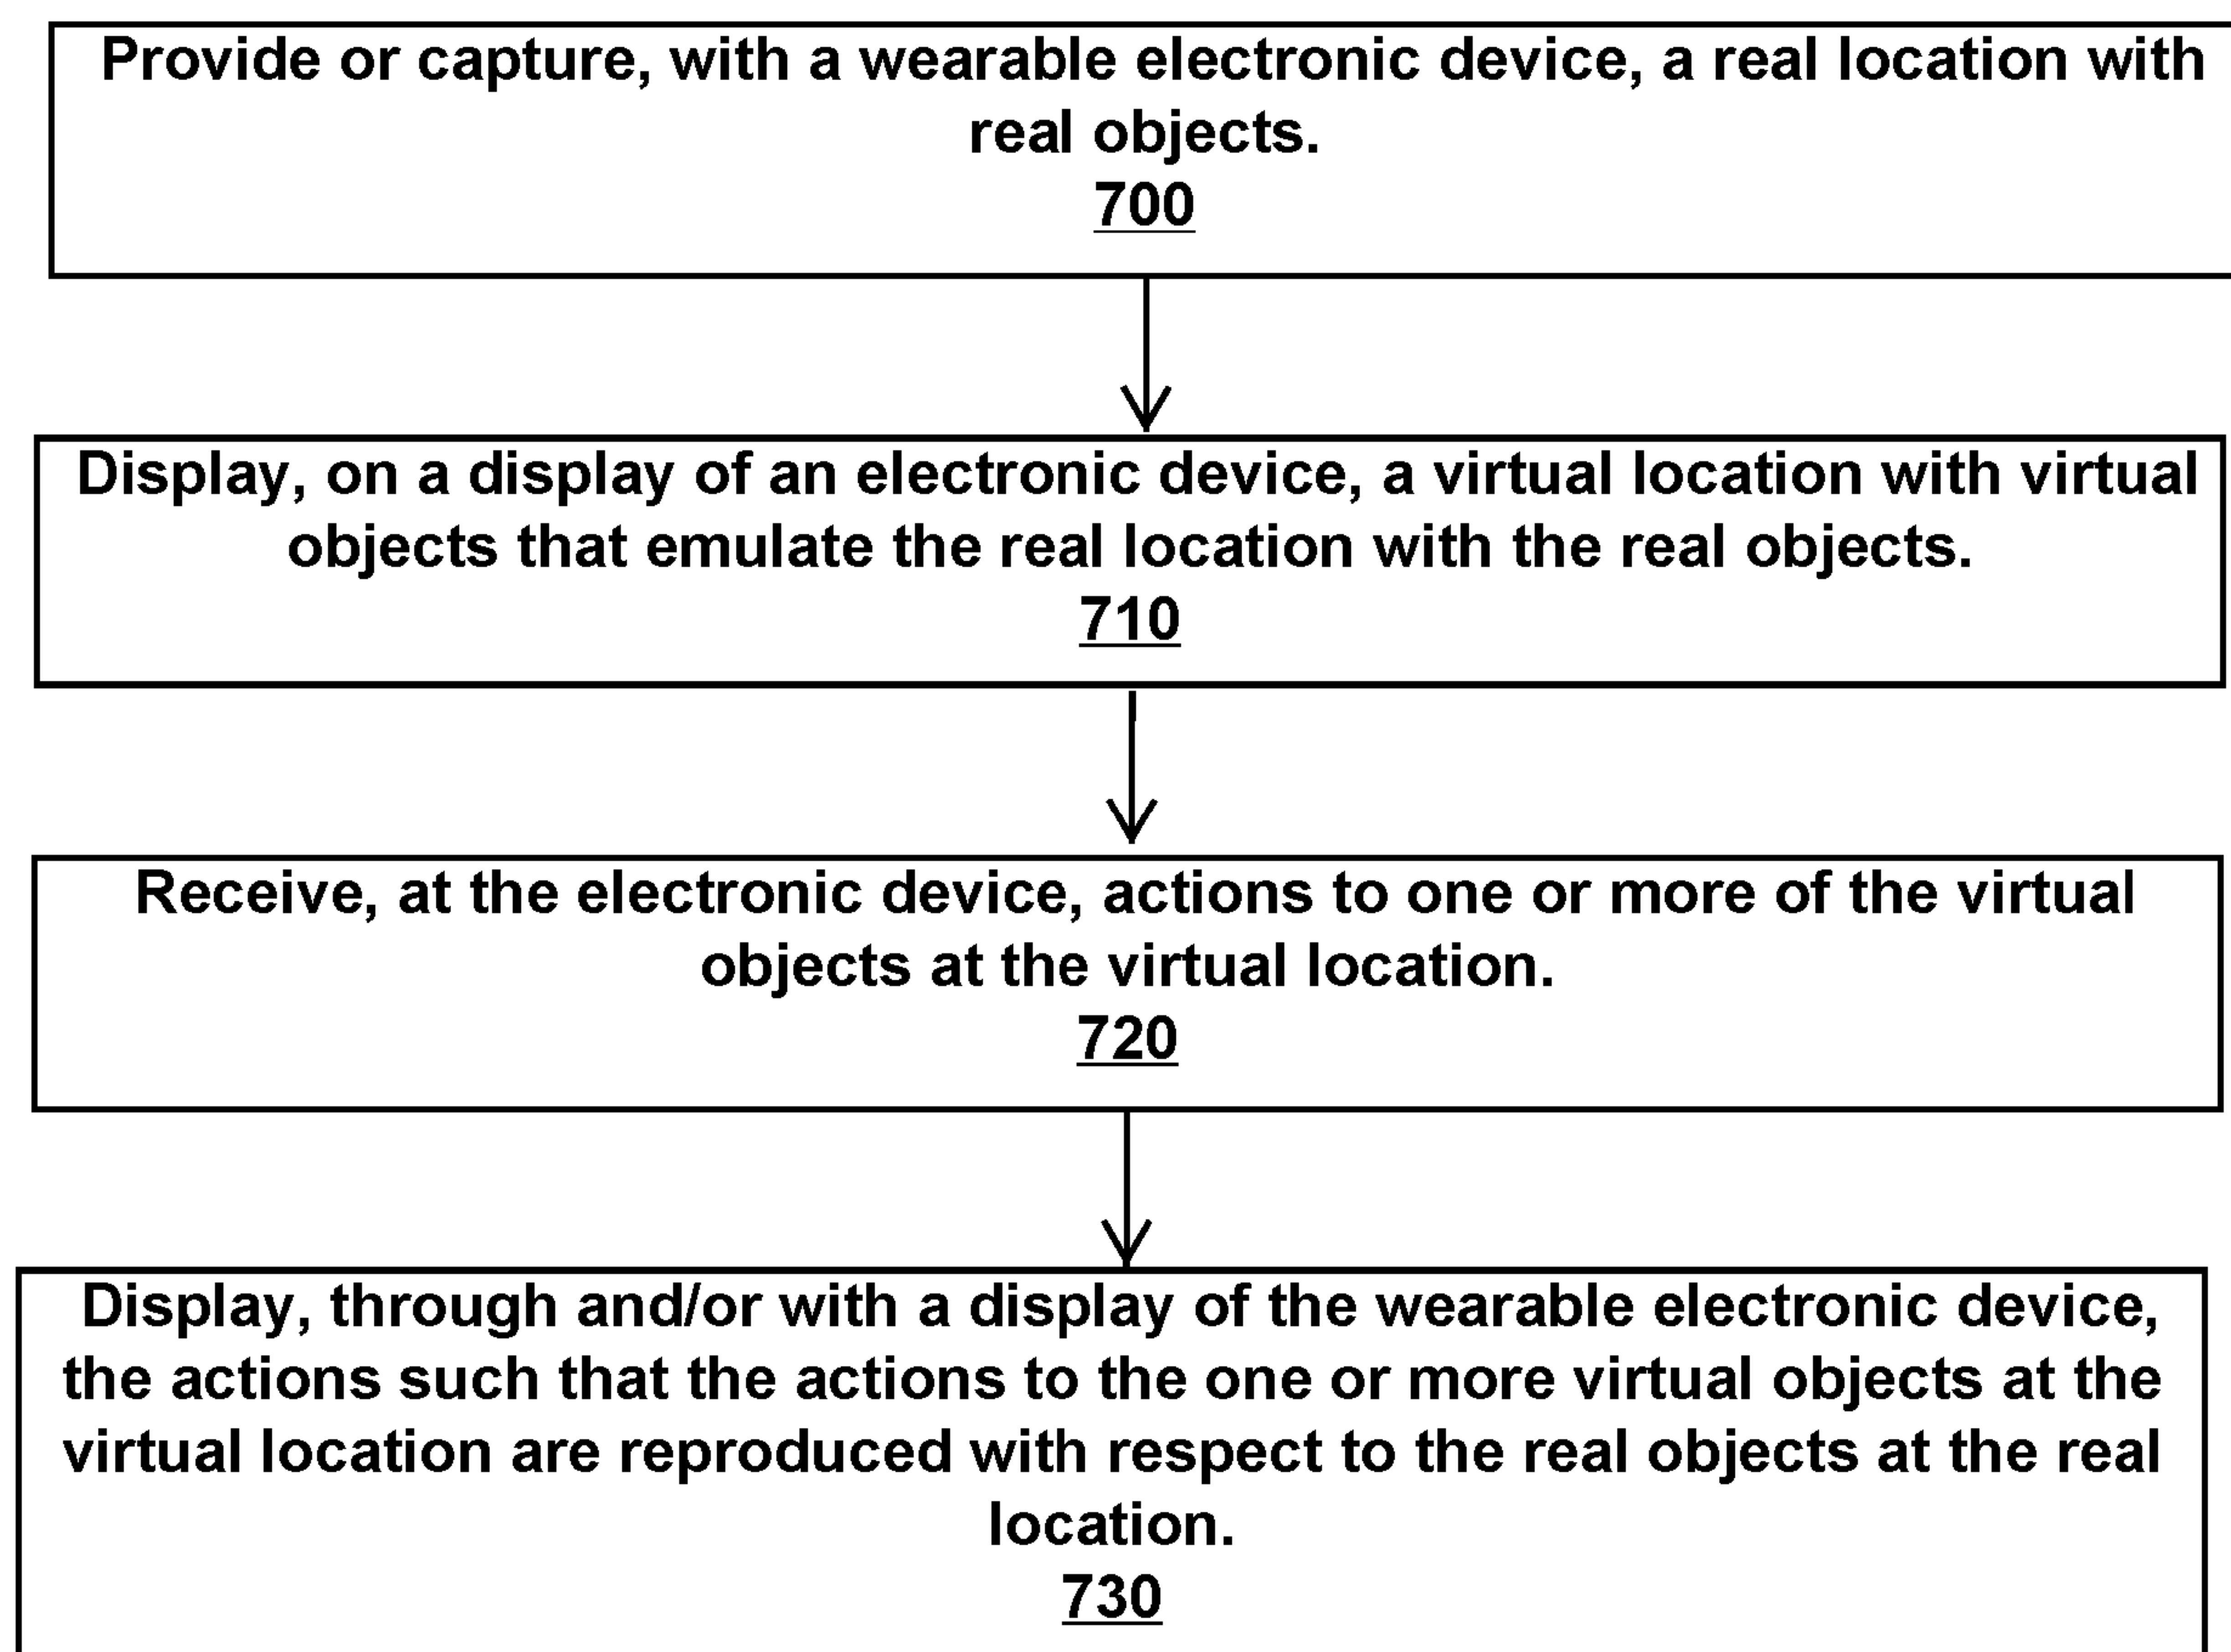 Provide or capture, with a wearable electronic device, a real location with
real objects.
700
Display, on a display of an electronic device, a virtual location with virtual
objects that emulate the real location with the real objects.
710
Receive, at the electronic device, actions to one or more of the virtual
objects at the virtual location.
720
Display, through and/or with a display of the wearable electronic device,
the actions such that the actions to the one or more virtual objects at the
virtual location are reproduced with respect to the real objects at the real
location.
730